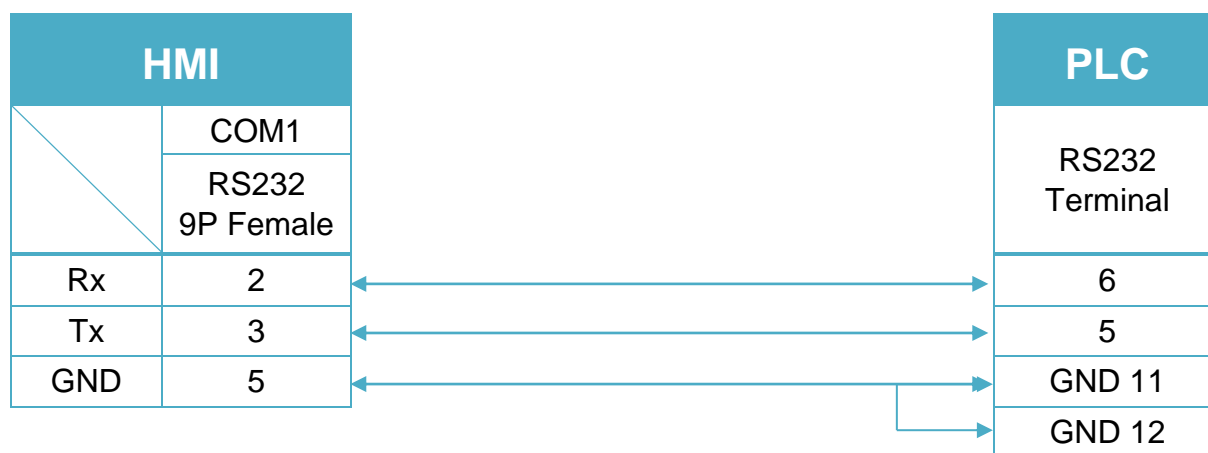 HMI
PLC
COM1
RS232
9P Female
RS232
Terminal
Rx 2 6
Tx 3 5
GND 5 GND 11
GND 12